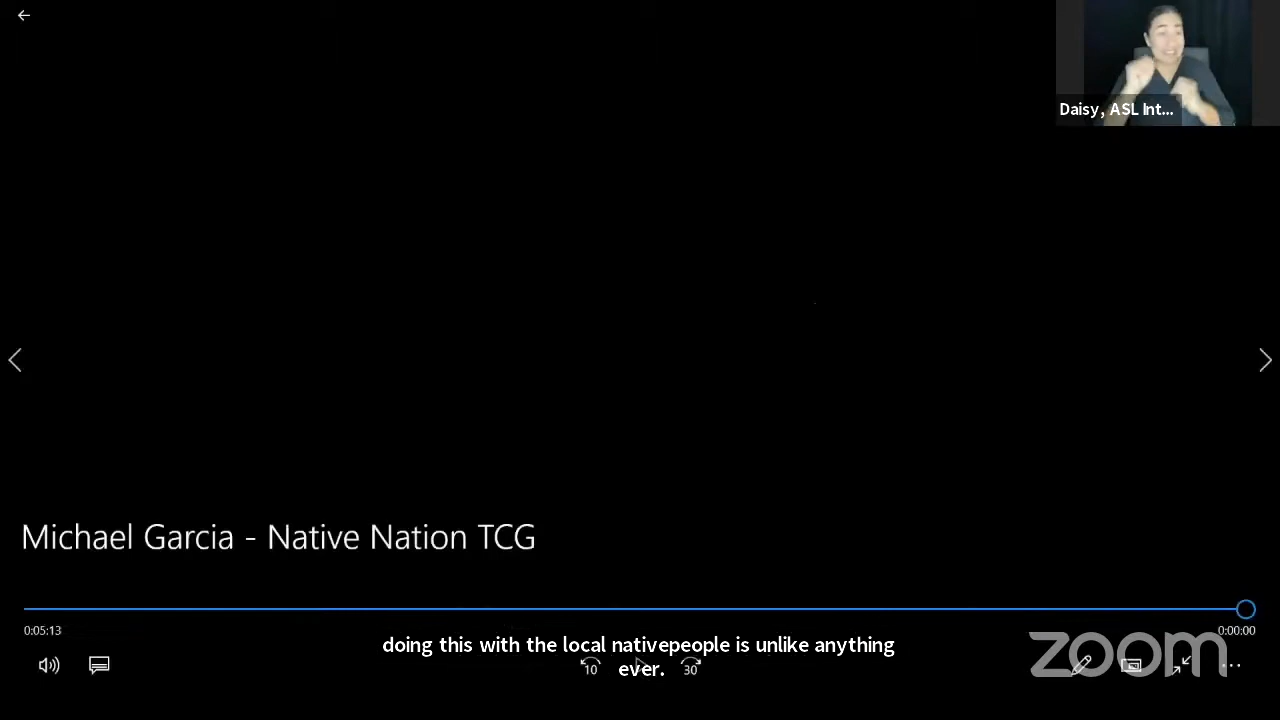 Daisy, ASL Int...
Michael Garcia - Native Nation TCG
0:05:13
0:00:00
doing this with the local nativepeople is unlike anything
ever.
10
30
zoom